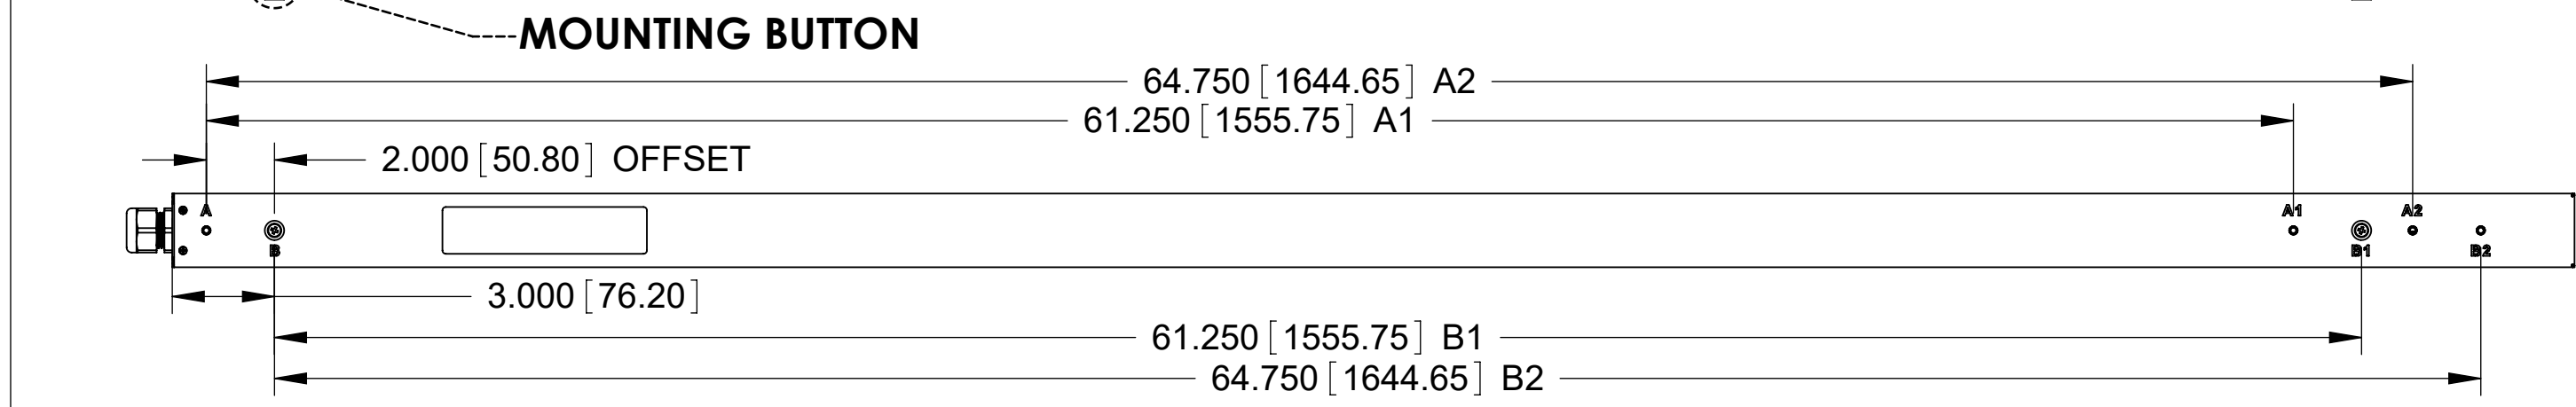 MOUNTING BUTTON
64.750 [1644.65] A2
61.250 [1555.75] A1
2.000 [50.80] OFFSET
A A1 A2
B B1 B2
3.000 [76.20]
61.250 [1555.75] B1
64.750 [1644.65] B2